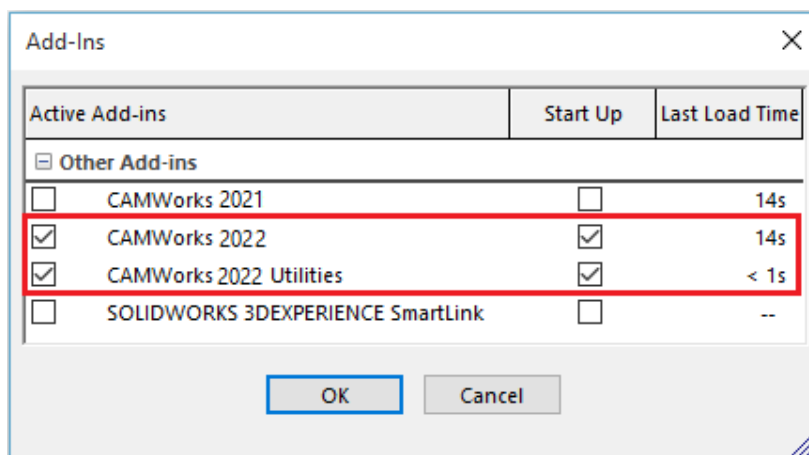 Add-Ins
Active Add-ins Start Up Last Load Time
Other Add-ins
CAMWorks 2021 14s
CAMWorks 2022 14s
CAMWorks 2022 Utilities < 1s
SOLIDWORKS 3DEXPERIENCE SmartLink --
OK Cancel